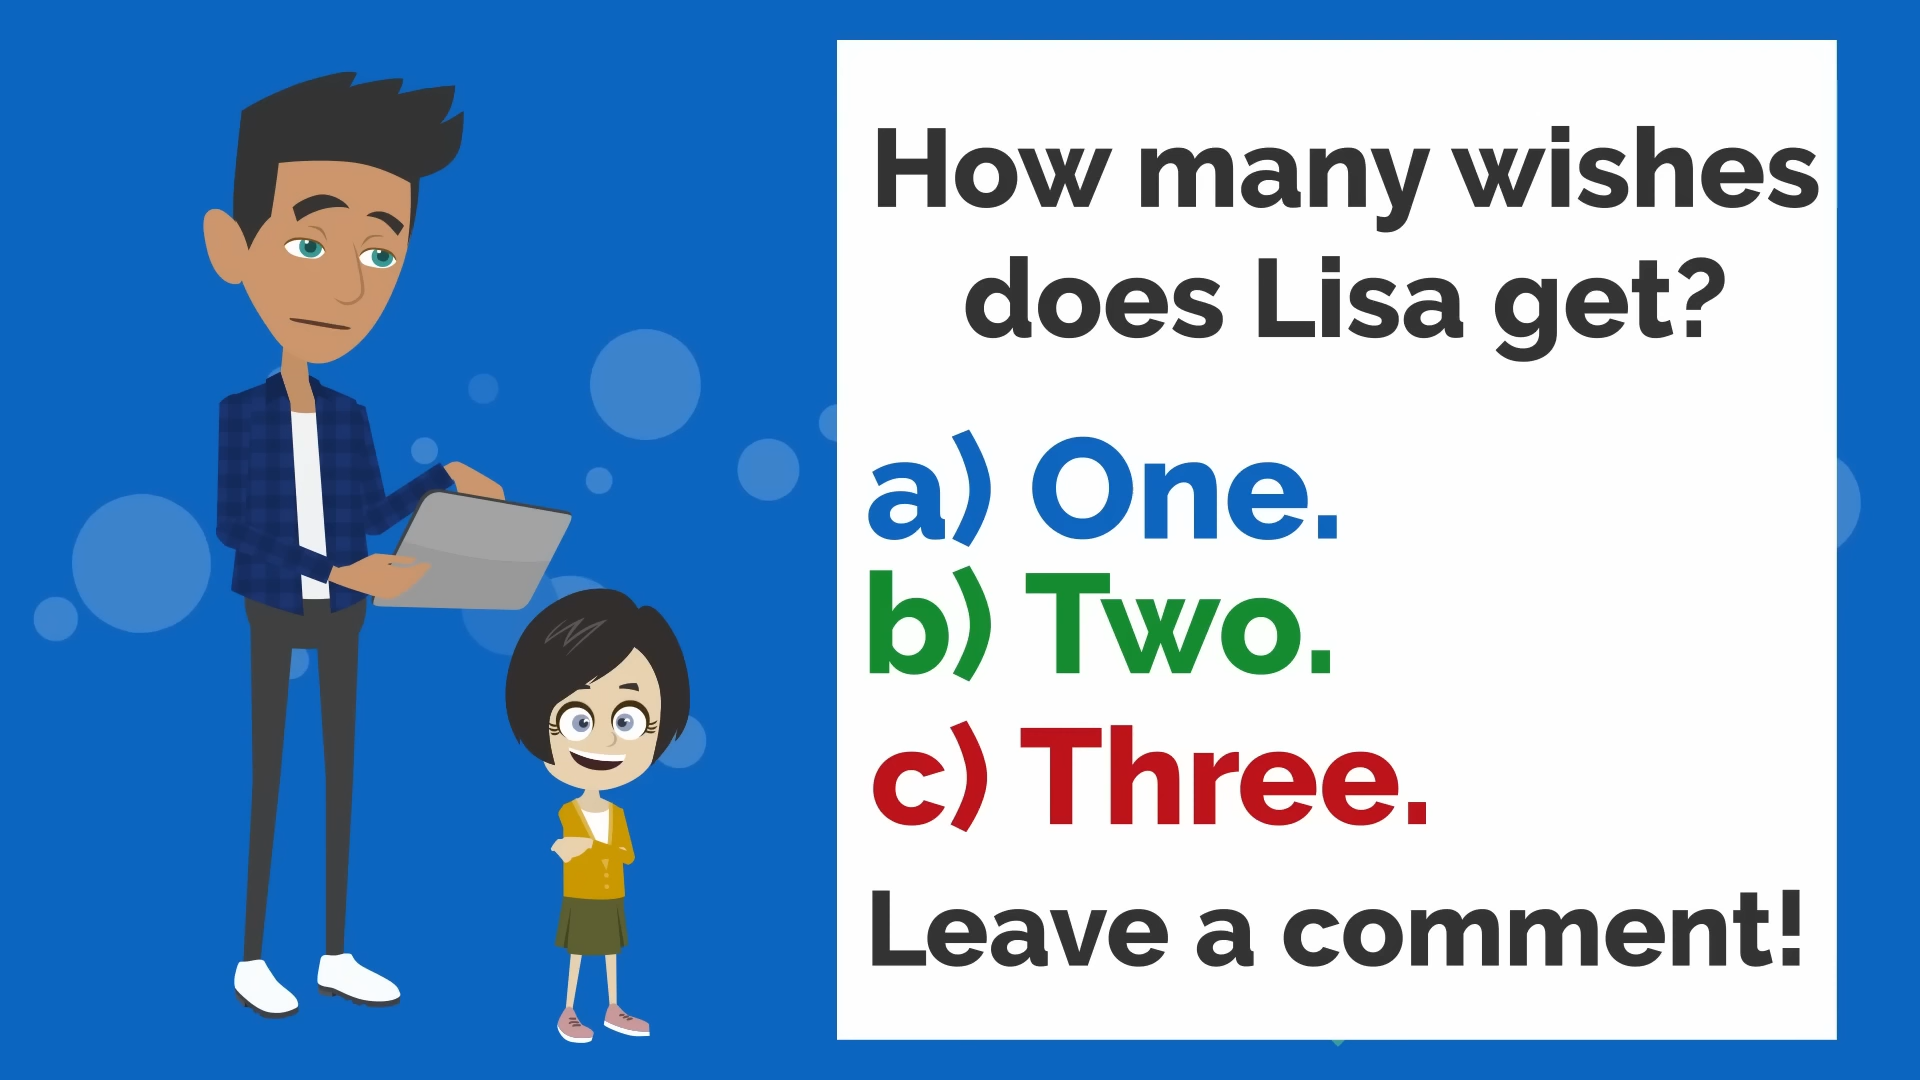 How many wishes
does Lisa get?
a) One.
b) Two.
c) Three.
Leave a comment!